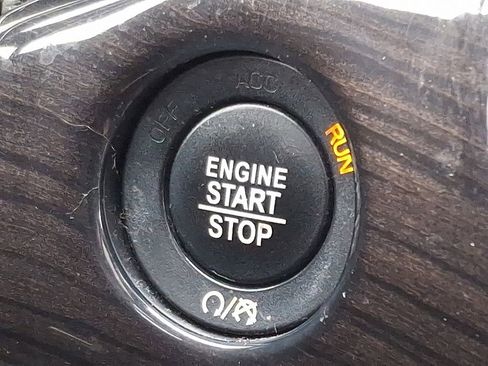 ACC
OFF
RUN
ENGINE
START
STOP